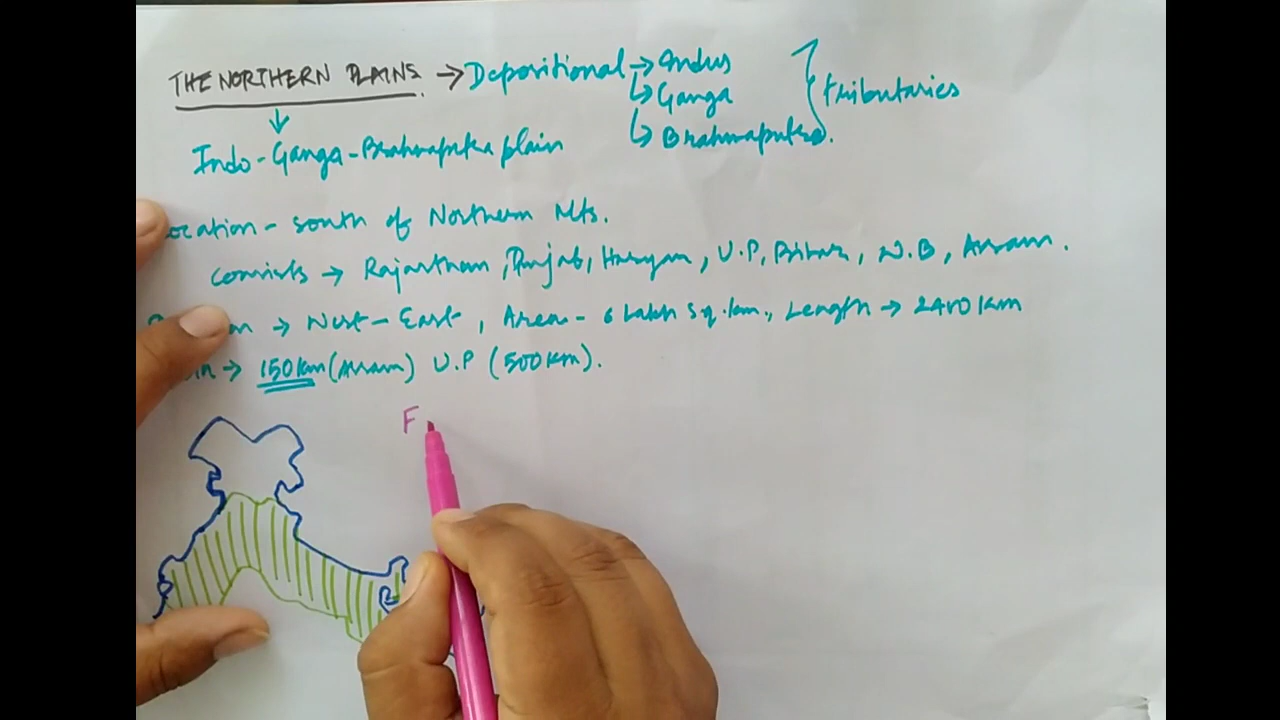 THE NORTHERN PLAINS. → Depositional → Indus
↳ Ganga
↳ Brahmaputra.
} tributaries
↓
Indo-Ganga-Brahmaputra plain
ocation - south of Northern Mts.
consists → Rajasthan, Punjab, Haryana, U.P, Bihar, W.B, Assam.
n → West - East, Area - 6 Lakh sq.km., Length → 2400 km
→ 150 km (Assam) U.P (500 km).
F